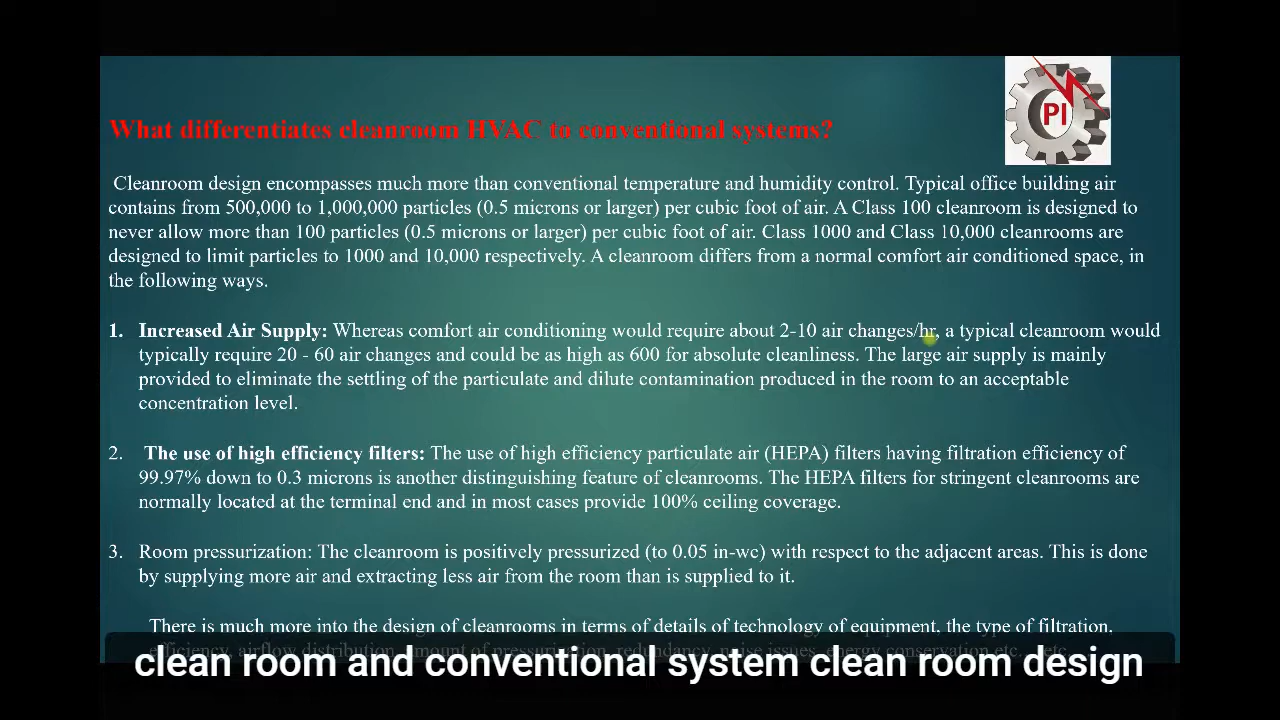 PI
What differentiates cleanroom HVAC to conventional systems?
Cleanroom design encompasses much more than conventional temperature and humidity control. Typical office building air
contains from 500,000 to 1,000,000 particles (0.5 microns or larger) per cubic foot of air. A Class 100 cleanroom is designed to
never allow more than 100 particles (0.5 microns or larger) per cubic foot of air. Class 1000 and Class 10,000 cleanrooms are
designed to limit particles to 1000 and 10,000 respectively. A cleanroom differs from a normal comfort air conditioned space, in
the following ways.
1. Increased Air Supply: Whereas comfort air conditioning would require about 2-10 air changes/hr, a typical cleanroom would
typically require 20 - 60 air changes and could be as high as 600 for absolute cleanliness. The large air supply is mainly
provided to eliminate the settling of the particulate and dilute contamination produced in the room to an acceptable
concentration level.
2. The use of high efficiency filters: The use of high efficiency particulate air (HEPA) filters having filtration efficiency of
99.97% down to 0.3 microns is another distinguishing feature of cleanrooms. The HEPA filters for stringent cleanrooms are
normally located at the terminal end and in most cases provide 100% ceiling coverage.
3. Room pressurization: The cleanroom is positively pressurized (to 0.05 in-wc) with respect to the adjacent areas. This is done
by supplying more air and extracting less air from the room than is supplied to it.
There is much more into the design of cleanrooms in terms of details of technology of equipment, the type of filtration,
efficiency, airflow distribution, amount of pressurization, redundancy, noise issues, energy conservation etc.
clean room and conventional system clean room design